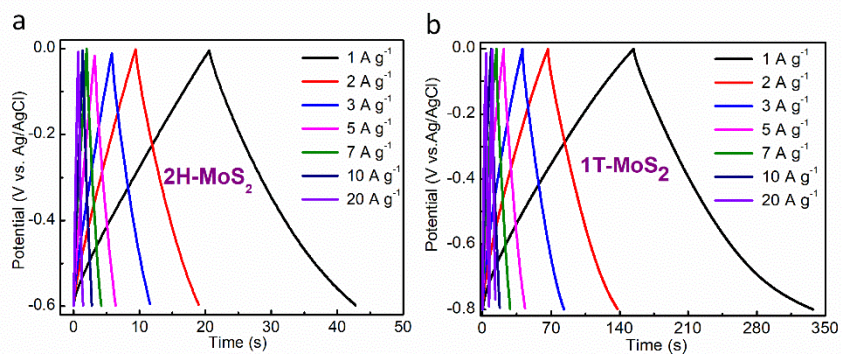 a
0.0
-0.2
-0.4
-0.6
Potential (V vs. Ag/AgCl)
2H-MoS₂
1 A g⁻¹
2 A g⁻¹
3 A g⁻¹
5 A g⁻¹
7 A g⁻¹
10 A g⁻¹
20 A g⁻¹
0 10 20 30 40 50
Time (s)
b
0.0
-0.2
-0.4
-0.6
-0.8
Potential (V vs.Ag/AgCl)
1T-MoS₂
1 A g⁻¹
2 A g⁻¹
3 A g⁻¹
5 A g⁻¹
7 A g⁻¹
10 A g⁻¹
20 A g⁻¹
0 70 140 210 280 350
Time (s)